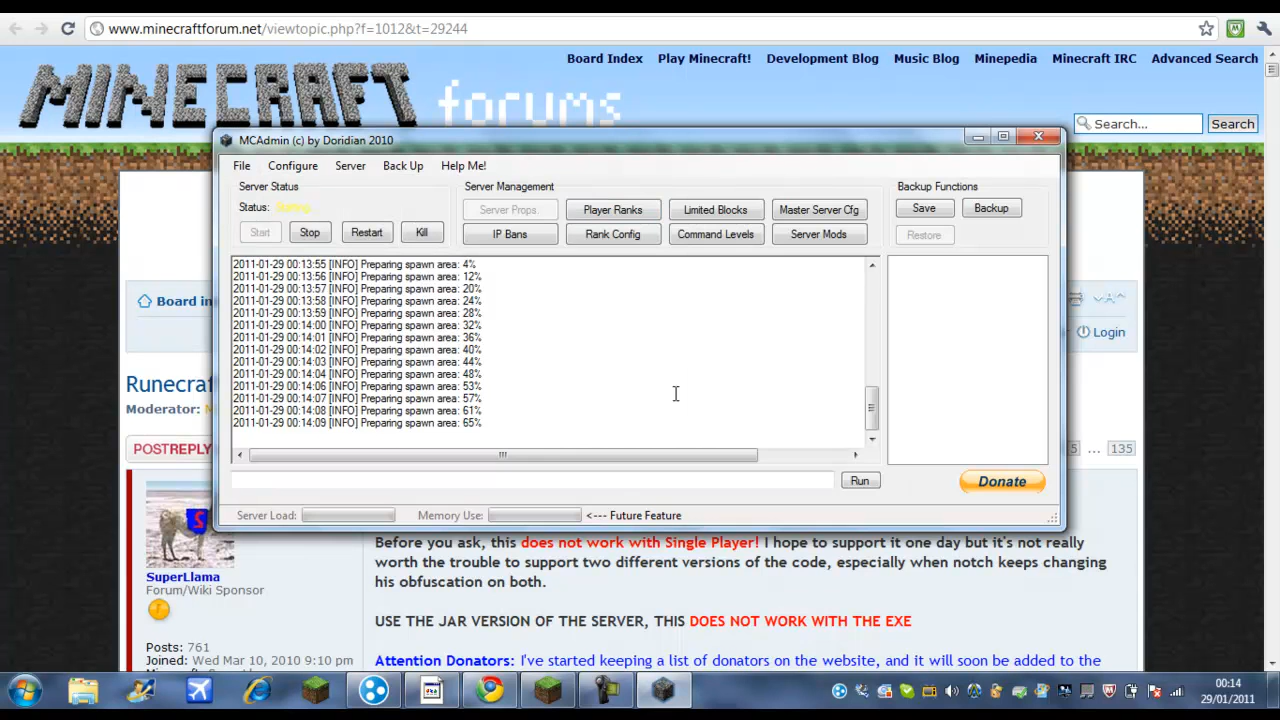 www.minecraftforum.net/viewtopic.php?f=1012&t=29244
Board Index Play Minecraft! Development Blog Music Blog Minepedia Minecraft IRC Advanced Search
MINECRAFT forums
Search... Search
MCAdmin (c) by Doridian 2010
File Configure Server Back Up Help Me!
Server Status Server Management Backup Functions
Status:
Server Props. Player Ranks Limited Blocks Master Server Cfg Save Backup
Start Stop Restart Kill IP Bans Rank Config Command Levels Server Mods Restore
2011-01-29 00:13:55 [INFO] Preparing spawn area: 4%
2011-01-29 00:13:56 [INFO] Preparing spawn area: 12%
2011-01-29 00:13:57 [INFO] Preparing spawn area: 20%
2011-01-29 00:13:58 [INFO] Preparing spawn area: 24%
2011-01-29 00:13:59 [INFO] Preparing spawn area: 28%
2011-01-29 00:14:00 [INFO] Preparing spawn area: 32%
2011-01-29 00:14:01 [INFO] Preparing spawn area: 36%
2011-01-29 00:14:02 [INFO] Preparing spawn area: 40%
2011-01-29 00:14:03 [INFO] Preparing spawn area: 44%
2011-01-29 00:14:04 [INFO] Preparing spawn area: 48%
2011-01-29 00:14:06 [INFO] Preparing spawn area: 53%
2011-01-29 00:14:07 [INFO] Preparing spawn area: 57%
2011-01-29 00:14:08 [INFO] Preparing spawn area: 61%
2011-01-29 00:14:09 [INFO] Preparing spawn area: 65%
Run Donate
Server Load: Memory Use: <--- Future Feature
Board in
Login
Runecraf
Moderator:
POSTREPLY
5 ... 135
SuperLlama
Forum/Wiki Sponsor
Posts: 761
Joined: Wed Mar 10, 2010 9:10 pm
Before you ask, this does not work with Single Player! I hope to support it one day but it's not really
worth the trouble to support two different versions of the code, especially when notch keeps changing
his obfuscation on both.
USE THE JAR VERSION OF THE SERVER, THIS DOES NOT WORK WITH THE EXE
Attention Donators: I've started keeping a list of donators on the website, and it will soon be added to the
00:14
29/01/2011